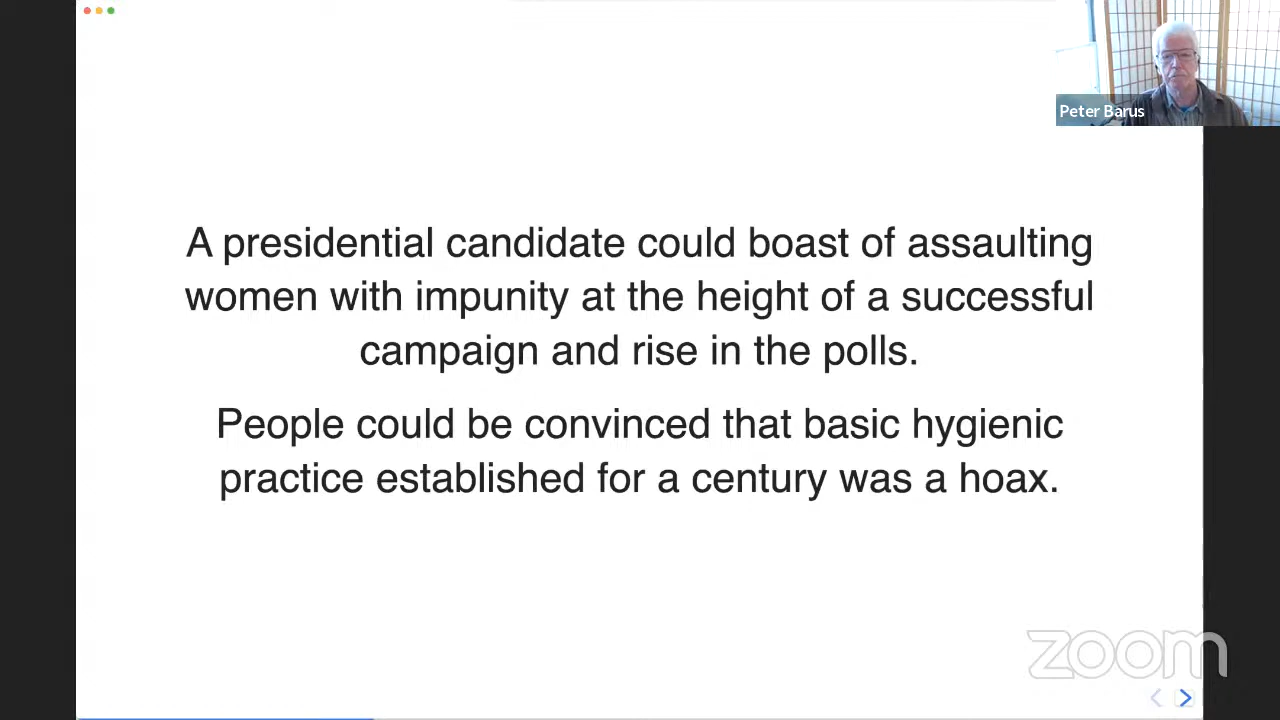 Peter Barus
A presidential candidate could boast of assaulting
women with impunity at the height of a successful
campaign and rise in the polls.
People could be convinced that basic hygienic
practice established for a century was a hoax.
zoom